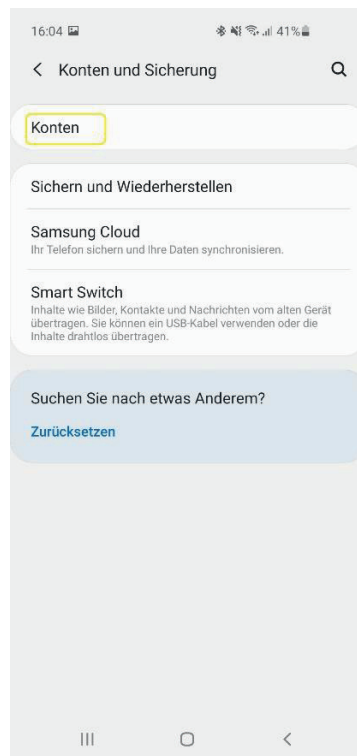 16:04 41%
Konten und Sicherung
Konten
Sichern und Wiederherstellen
Samsung Cloud
Ihr Telefon sichern und Ihre Daten synchronisieren.
Smart Switch
Inhalte wie Bilder, Kontakte und Nachrichten vom alten Gerät
übertragen. Sie können ein USB-Kabel verwenden oder die
Inhalte drahtlos übertragen.
Suchen Sie nach etwas Anderem?
Zurücksetzen